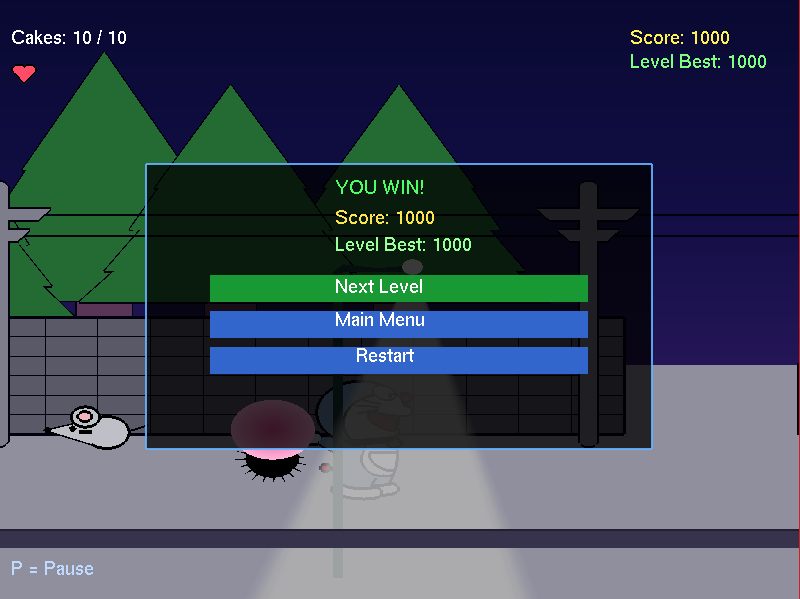 Cakes: 10 / 10
Score: 1000
Level Best: 1000
YOU WIN!
Score: 1000
Level Best: 1000
Next Level
Main Menu
Restart
P = Pause